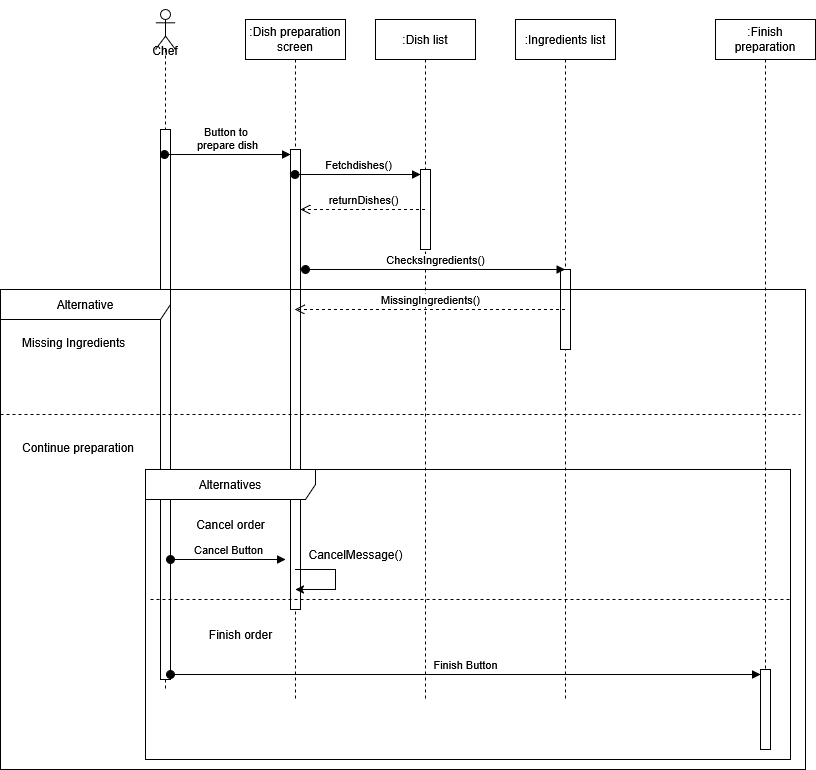 Chef
:Dish preparation
screen
:Dish list
:Ingredients list
:Finish
preparation
Button to
prepare dish
Fetchdishes()
returnDishes()
ChecksIngredients()
Alternative
MissingIngredients()
Missing Ingredients
Continue preparation
Alternatives
Cancel order
Cancel Button
CancelMessage()
Finish order
Finish Button